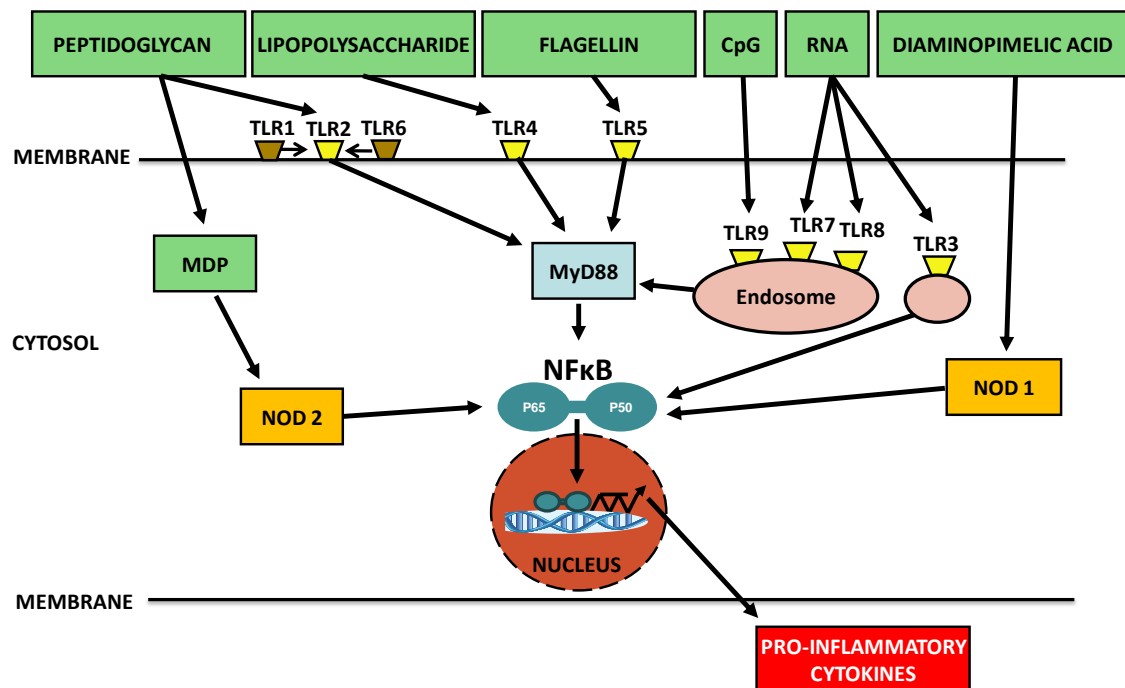 PEPTIDOGLYCAN
LIPOPOLYSACCHARIDE
FLAGELLIN
CpG
RNA
DIAMINOPIMELIC ACID
TLR1
TLR2
TLR6
TLR4
TLR5
MEMBRANE
TLR9
TLR7
TLR8
TLR3
MDP
MyD88
Endosome
CYTOSOL
NFκB
NOD 1
NOD 2
P65
P50
NUCLEUS
MEMBRANE
PRO-INFLAMMATORY
CYTOKINES